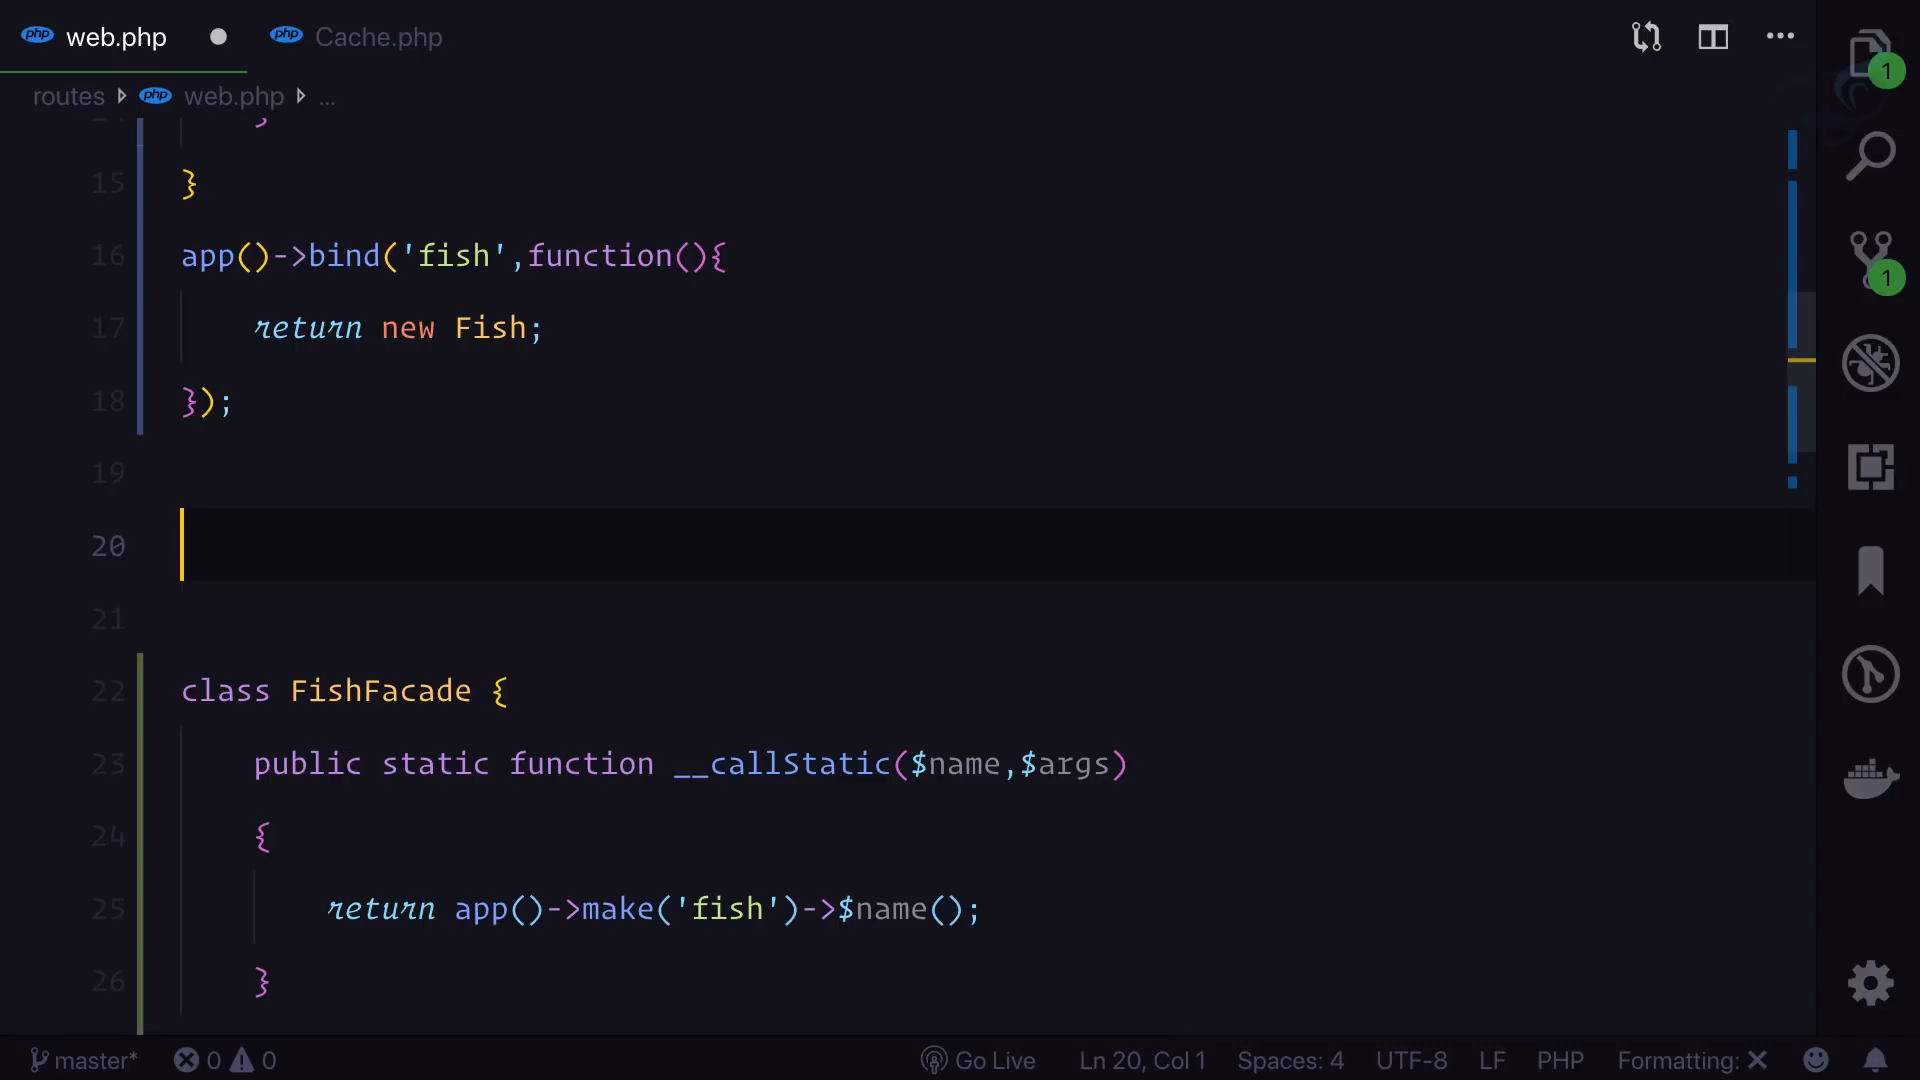 php web.php php Cache.php
routes php web.php ...
1
15 }
16 app()->bind('fish',function(){
17 return new Fish;
18 });
19
20
21
22 class FishFacade {
23 public static function __callStatic($name,$args)
24 {
25 return app()->make('fish')->$name();
26 }
1
master* 0 0 Go Live Ln 20, Col 1 Spaces: 4 UTF-8 LF PHP Formatting: ✕